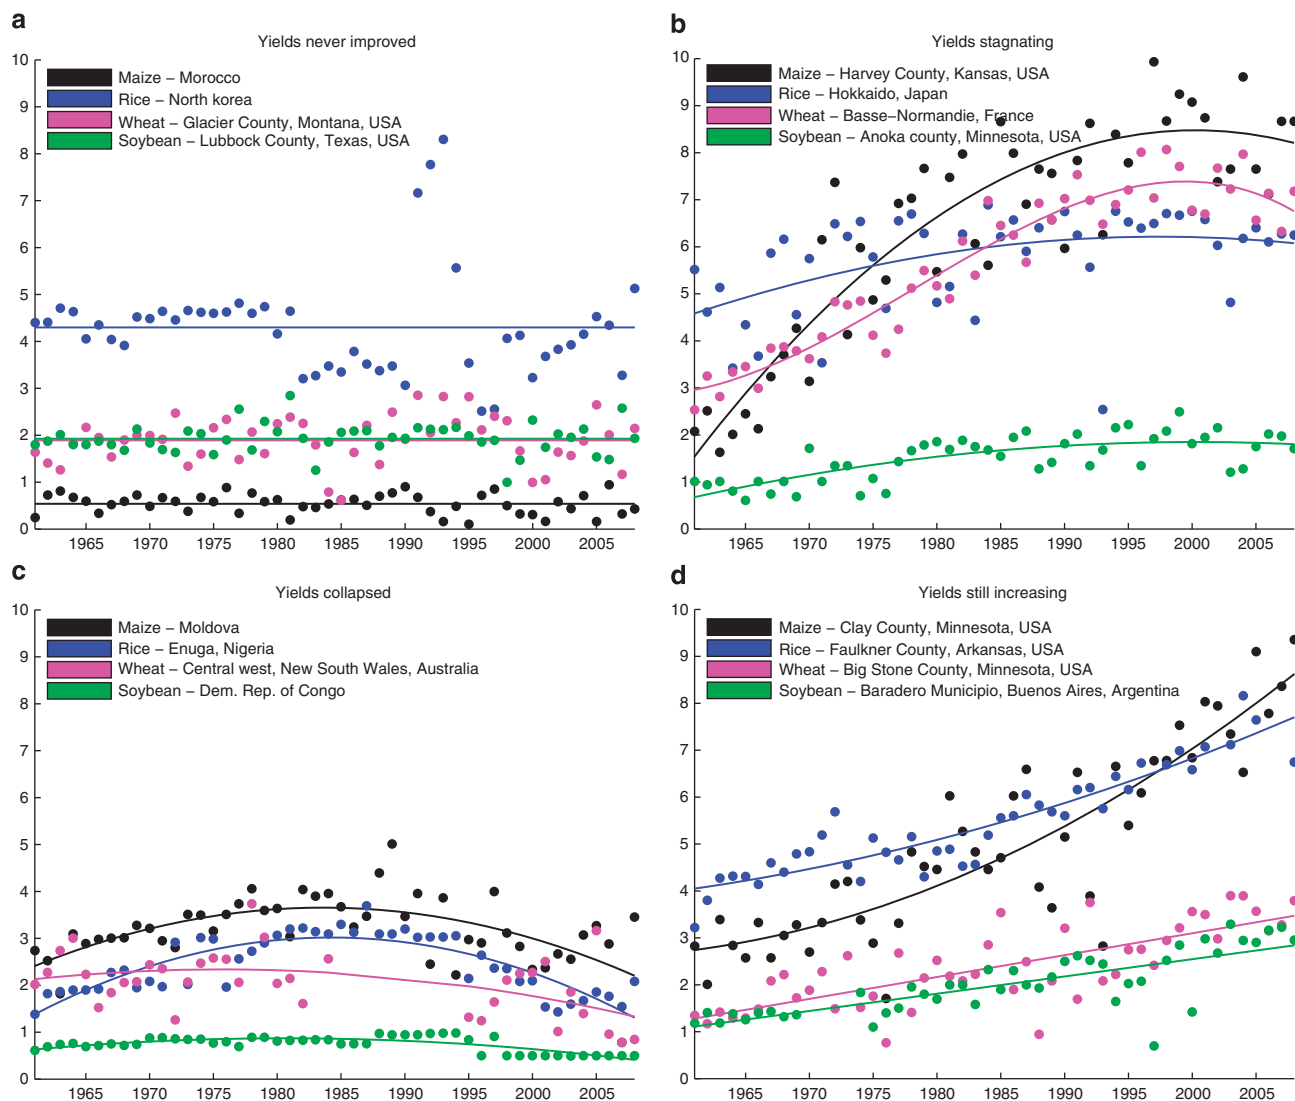 a
Yields never improved
10
9
8
7
6
5
4
3
2
1
0
Maize – Morocco
Rice – North korea
Wheat – Glacier County, Montana, USA
Soybean – Lubbock County, Texas, USA
1965 1970 1975 1980 1985 1990 1995 2000 2005
b
Yields stagnating
10
9
8
7
6
5
4
3
2
1
0
Maize – Harvey County, Kansas, USA
Rice – Hokkaido, Japan
Wheat – Basse–Normandie, France
Soybean – Anoka county, Minnesota, USA
1965 1970 1975 1980 1985 1990 1995 2000 2005
c
Yields collapsed
10
9
8
7
6
5
4
3
2
1
0
Maize – Moldova
Rice – Enuga, Nigeria
Wheat – Central west, New South Wales, Australia
Soybean – Dem. Rep. of Congo
1965 1970 1975 1980 1985 1990 1995 2000 2005
d
Yields still increasing
10
9
8
7
6
5
4
3
2
1
0
Maize – Clay County, Minnesota, USA
Rice – Faulkner County, Arkansas, USA
Wheat – Big Stone County, Minnesota, USA
Soybean – Baradero Municipio, Buenos Aires, Argentina
1965 1970 1975 1980 1985 1990 1995 2000 2005